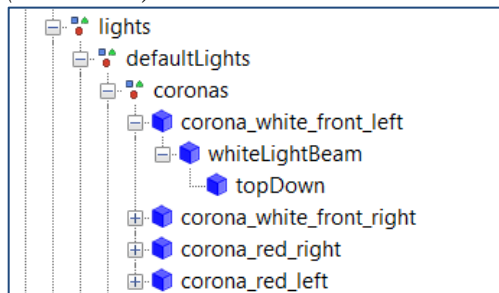 lights
defaultLights
coronas
corona_white_front_left
whiteLightBeam
topDown
corona_white_front_right
corona_red_right
corona_red_left